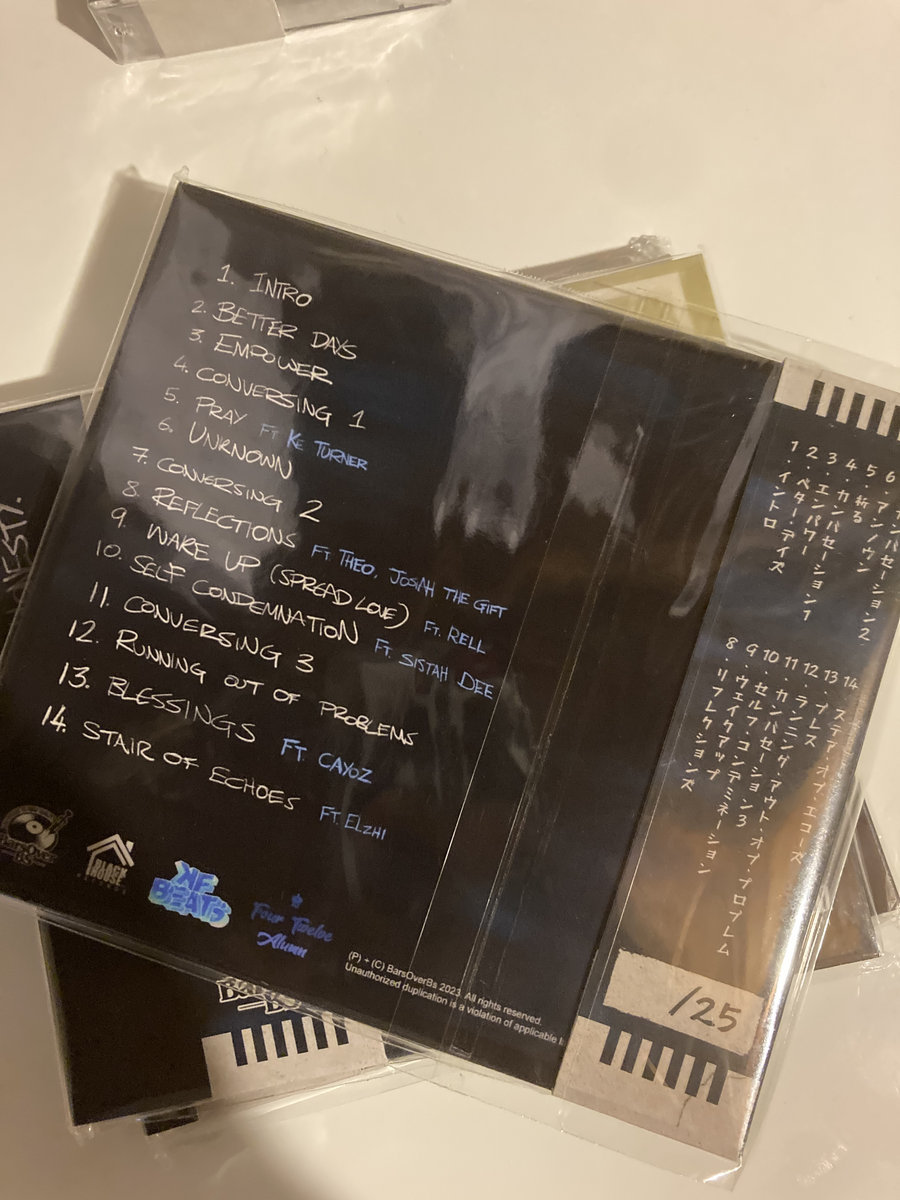 1. INTRO
2. BETTER DAYS
3. EMPOWER
4. CONVERSING 1
5. PRAY FT KE TURNER
6. UNKNOWN
7. CONVERSING 2
8. REFLECTIONS FT THEO, JOSIAH THE GIFT
9. WAKE UP (SPREAD LOVE) FT. RELL
10. SELF CONDEMNATION FT. SISTAH DEE
11. CONVERSING 3
12. RUNNING OUT OF PROBLEMS
13. BLESSINGS FT. CAYOZ
14. STAIR OF ECHOES FT. ELZHI
KF BEATS
Four Twelve
(P) + (C) BarsOverBs 2023 All rights reserved.
Unauthorized duplication is a violation of applicable
1 イントロ
2. ベター・デイズ
3 エンパワー
4. カンバセーション1
5 祈る
6. アンノウン
ンバセーション2
8. リフレクションズ
9. ウェイクアップ
10 セルフ・コンデミネーション
11 カンバセーション3
12. ランニング・アウト・オブ・プロブレム
13. ブレス
14 ステア・オブ・エコーズ
/25